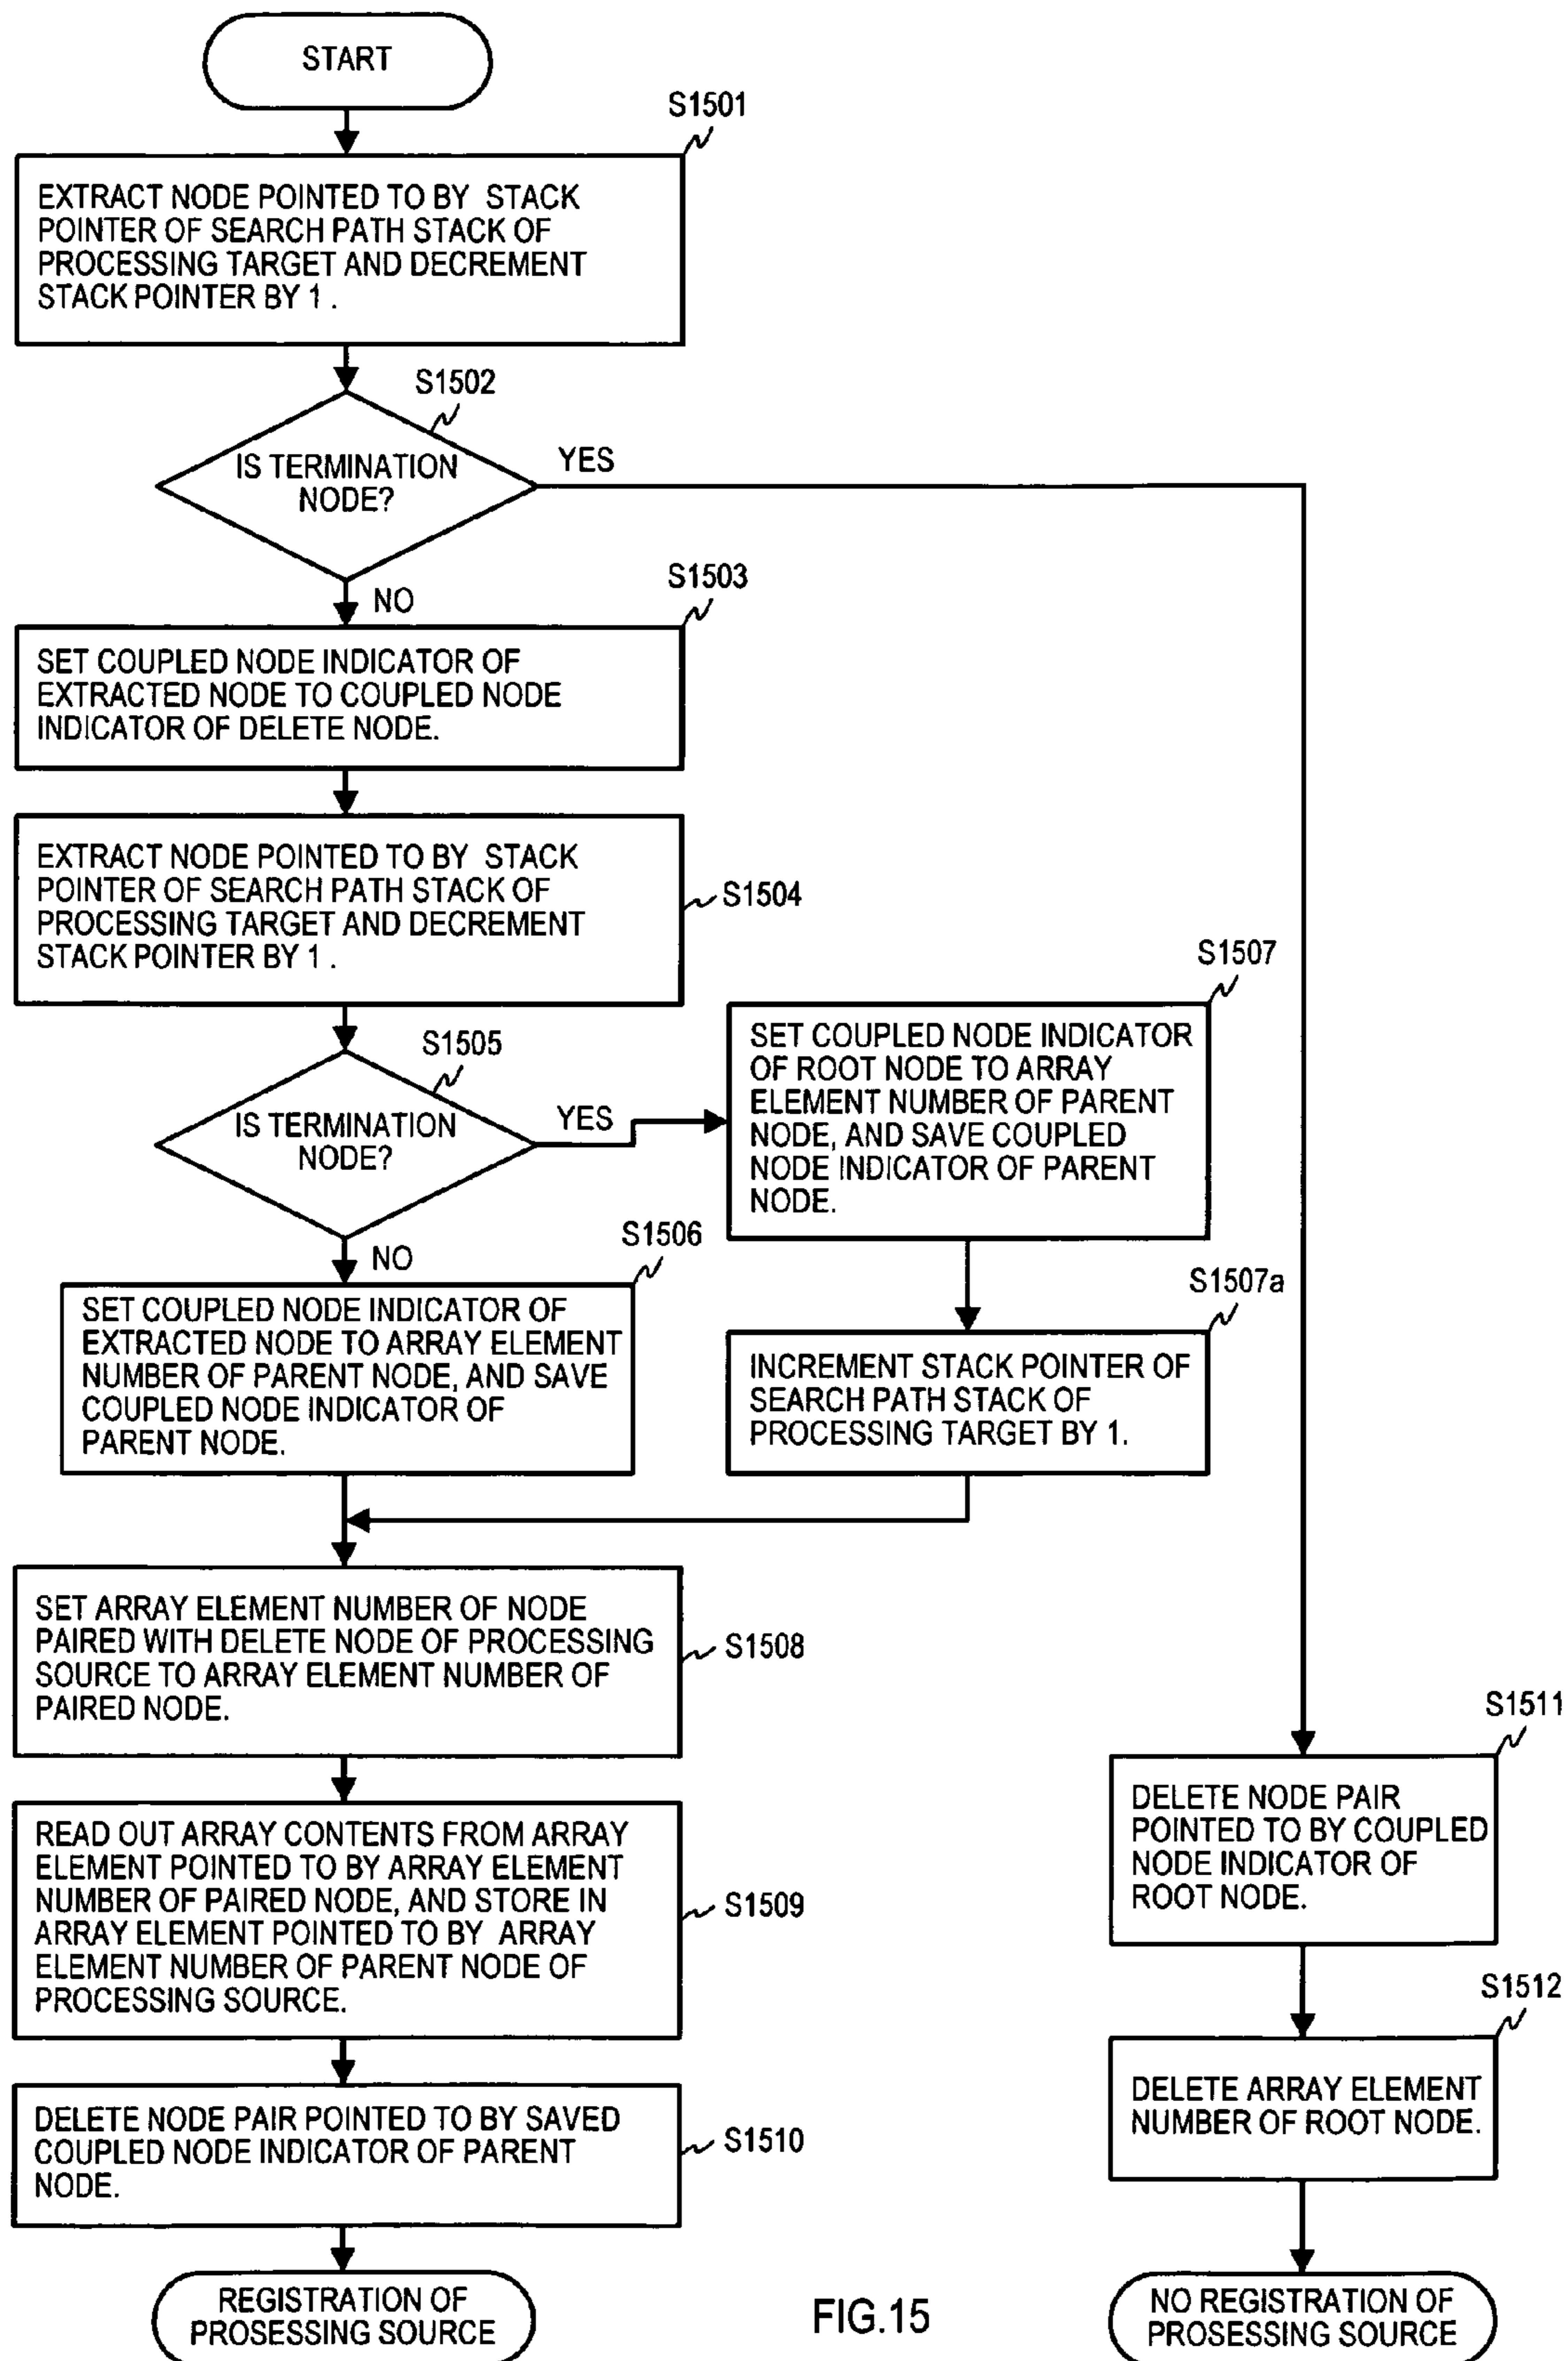 START
S1501
EXTRACT NODE POINTED TO BY STACK
POINTER OF SEARCH PATH STACK OF
PROCESSING TARGET AND DECREMENT
STACK POINTER BY 1 .
S1502
IS TERMINATION
NODE?
YES
NO
S1503
SET COUPLED NODE INDICATOR OF
EXTRACTED NODE TO COUPLED NODE
INDICATOR OF DELETE NODE.
EXTRACT NODE POINTED TO BY STACK
POINTER OF SEARCH PATH STACK OF
PROCESSING TARGET AND DECREMENT
STACK POINTER BY 1 .
S1504
S1505
IS TERMINATION
NODE?
YES
NO
S1507
SET COUPLED NODE INDICATOR
OF ROOT NODE TO ARRAY
ELEMENT NUMBER OF PARENT
NODE, AND SAVE COUPLED
NODE INDICATOR OF PARENT
NODE.
S1506
SET COUPLED NODE INDICATOR OF
EXTRACTED NODE TO ARRAY ELEMENT
NUMBER OF PARENT NODE, AND SAVE
COUPLED NODE INDICATOR OF
PARENT NODE.
S1507a
INCREMENT STACK POINTER OF
SEARCH PATH STACK OF
PROCESSING TARGET BY 1.
SET ARRAY ELEMENT NUMBER OF NODE
PAIRED WITH DELETE NODE OF PROCESSING
SOURCE TO ARRAY ELEMENT NUMBER OF
PAIRED NODE.
S1508
READ OUT ARRAY CONTENTS FROM ARRAY
ELEMENT POINTED TO BY ARRAY ELEMENT
NUMBER OF PAIRED NODE, AND STORE IN
ARRAY ELEMENT POINTED TO BY ARRAY
ELEMENT NUMBER OF PARENT NODE OF
PROCESSING SOURCE.
S1509
DELETE NODE PAIR POINTED TO BY SAVED
COUPLED NODE INDICATOR OF PARENT
NODE.
S1510
REGISTRATION OF
PROSESSING SOURCE
S1511
DELETE NODE PAIR
POINTED TO BY COUPLED
NODE INDICATOR OF
ROOT NODE.
S1512
DELETE ARRAY ELEMENT
NUMBER OF ROOT NODE.
NO REGISTRATION OF
PROSESSING SOURCE
FIG.15